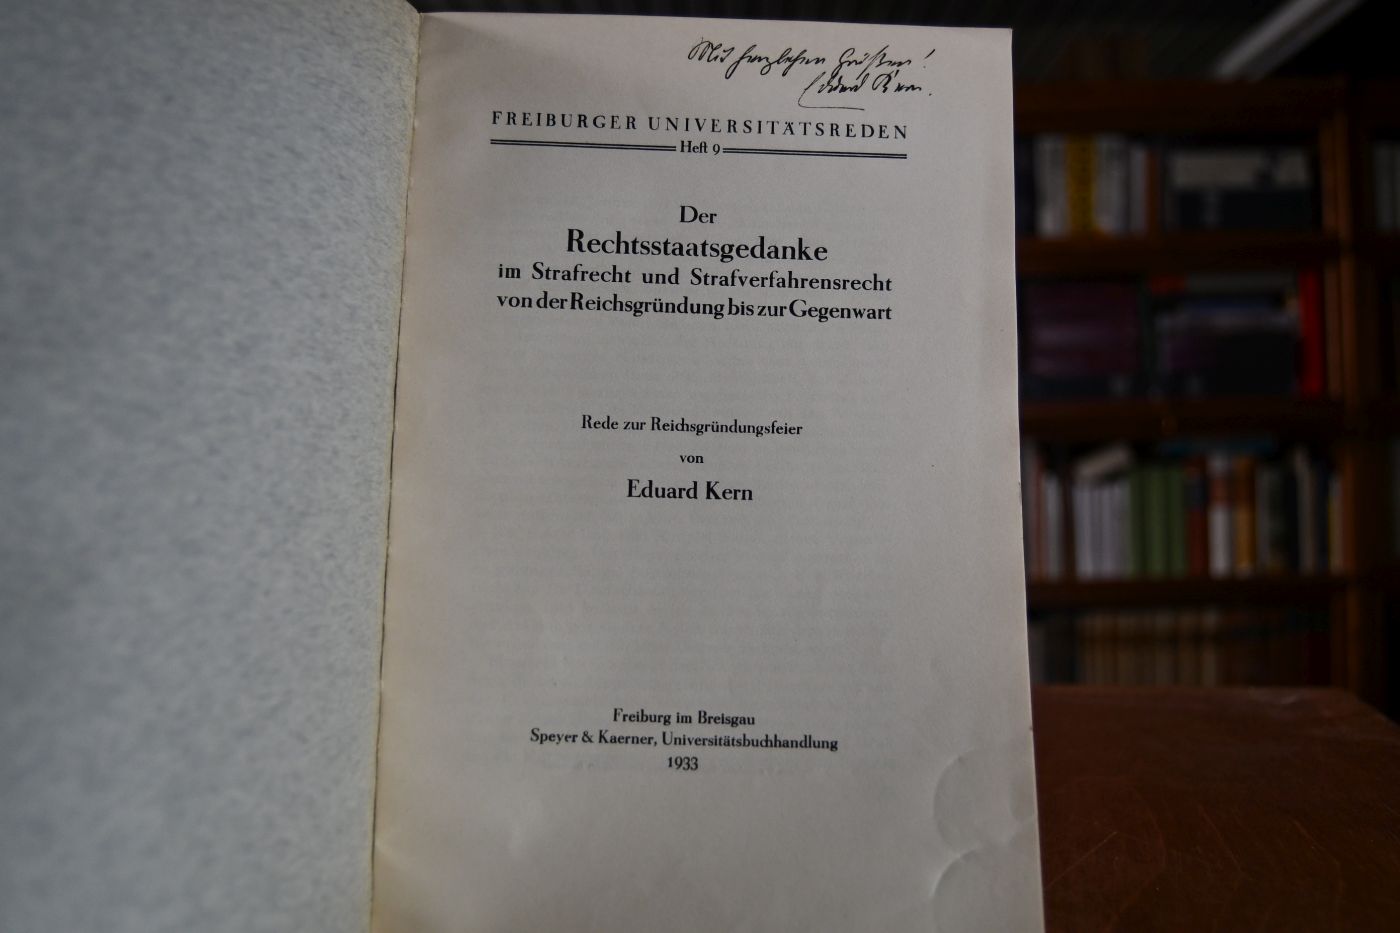 Mit herzlichen Grüßen!
Eduard Kern.
FREIBURGER UNIVERSITÄTSREDEN
Heft 9
Der
Rechtsstaatsgedanke
im Strafrecht und Strafverfahrensrecht
von der Reichsgründung bis zur Gegenwart
Rede zur Reichsgründungsfeier
von
Eduard Kern
Freiburg im Breisgau
Speyer & Kaerner, Universitätsbuchhandlung
1933